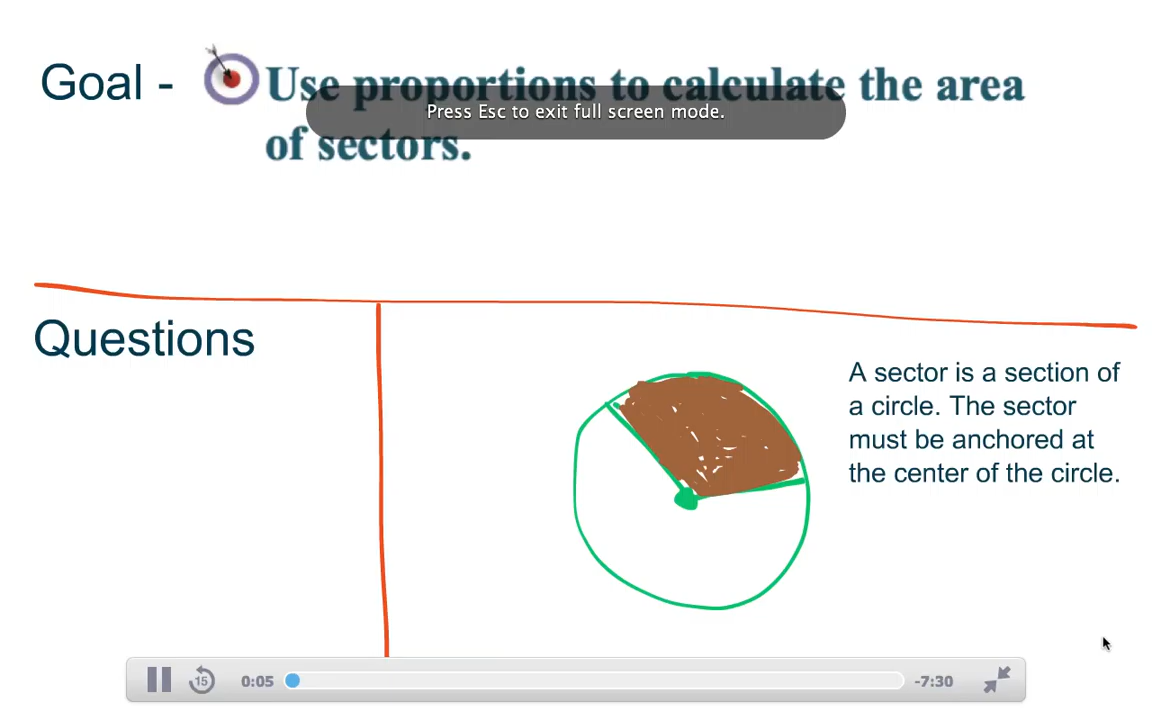 Goal - Use proportions to calculate the area
Press Esc to exit full screen mode.
of sectors.
Questions
A sector is a section of
a circle. The sector
must be anchored at
the center of the circle.
15 0:05 -7:30